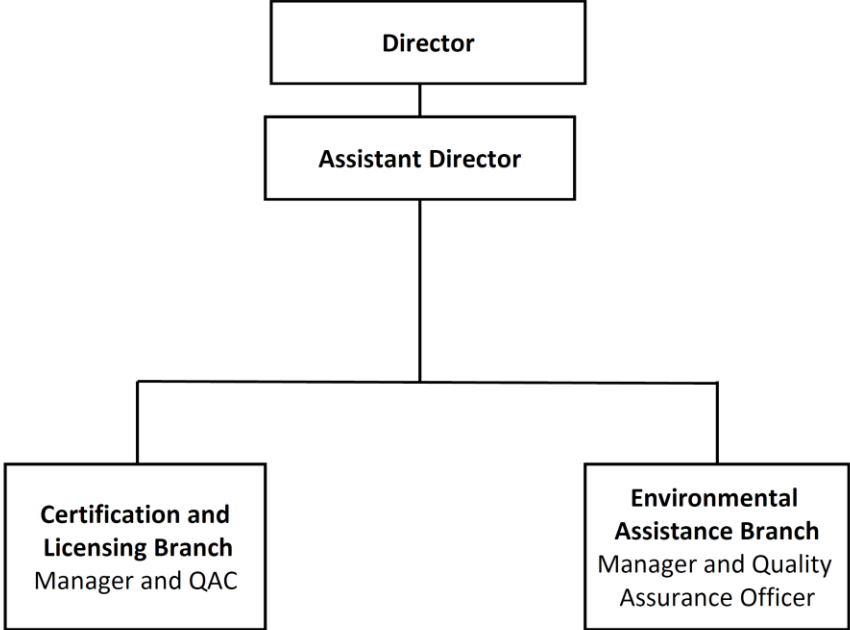 Director
Assistant Director
Certification and
Licensing Branch
Manager and QAC
Environmental
Assistance Branch
Manager and Quality
Assurance Officer